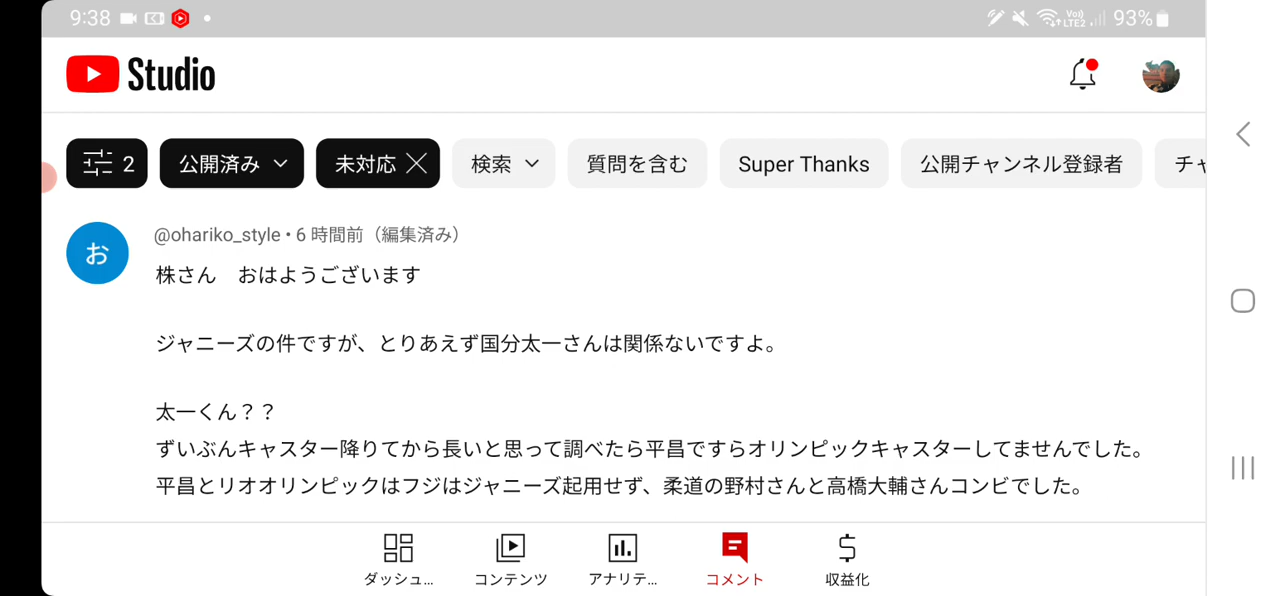 9:38
Vo)) LTE2 93%
Studio
2 公開済み 未対応 検索 質問を含む Super Thanks 公開チャンネル登録者 チャ
お
@ohariko_style • 6 時間前（編集済み）
株さん　おはようございます
ジャニーズの件ですが、とりあえず国分太一さんは関係ないですよ。
太一くん？？
ずいぶんキャスター降りてから長いと思って調べたら平昌ですらオリンピックキャスターしてませんでした。
平昌とリオオリンピックはフジはジャニーズ起用せず、柔道の野村さんと高橋大輔さんコンビでした。
ダッシュ... コンテンツ アナリテ... コメント 収益化